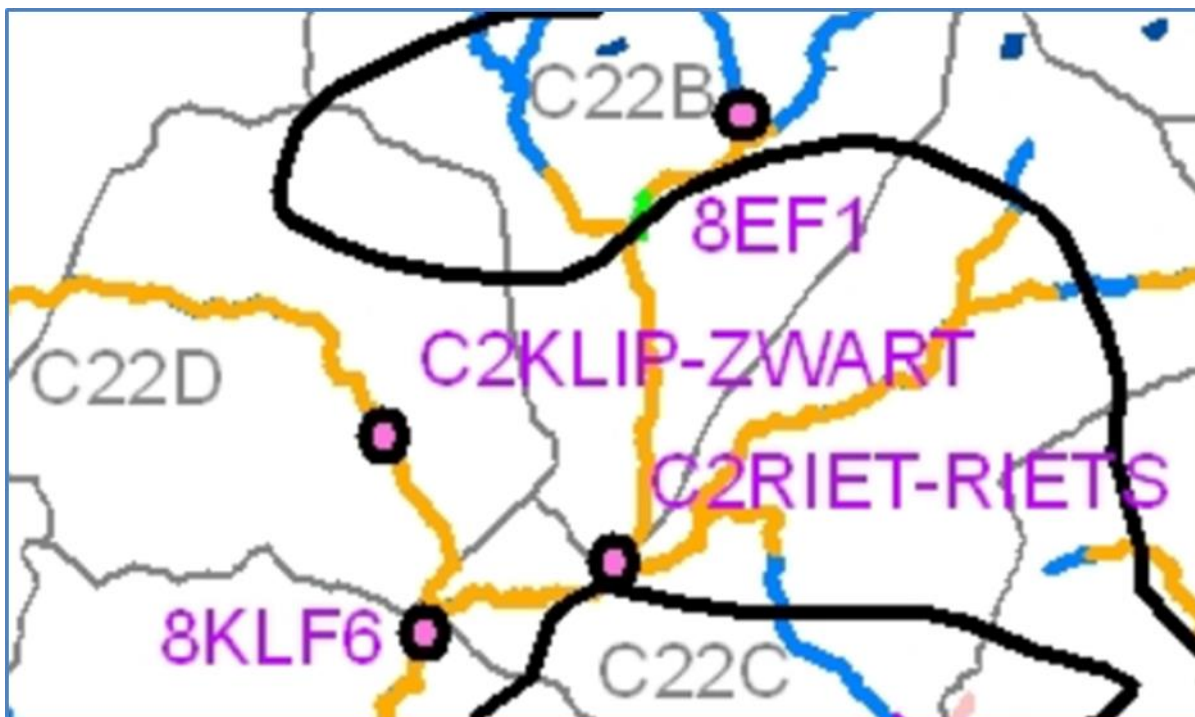 C22B
8EF1
C2KLIP-ZWART
C22D
C2RIET-RIETS
8KLF6
C22C